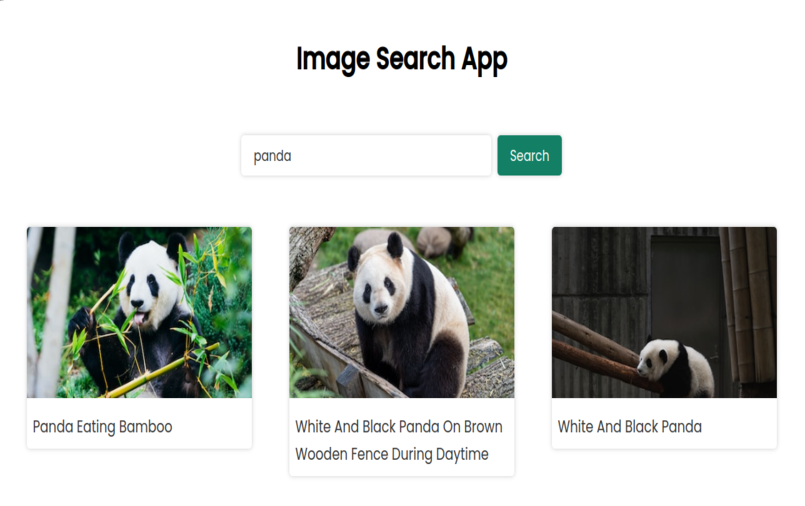 Image Search App
panda
Search
Panda Eating Bamboo
White And Black Panda On Brown
Wooden Fence During Daytime
White And Black Panda